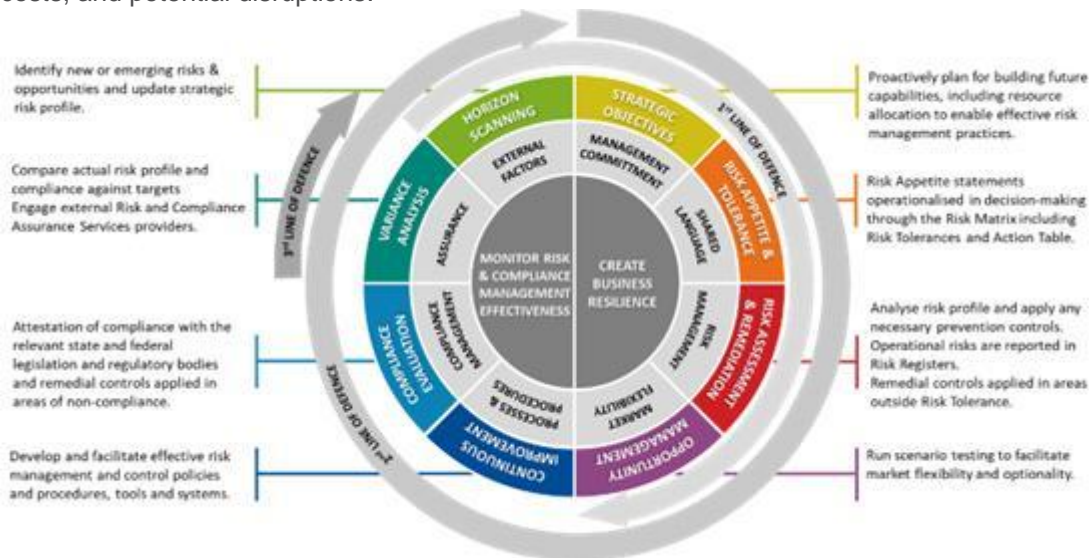 costs, and potential disruptions.
Identify new or emerging risks &
opportunities and update strategic
risk profile.
Compare actual risk profile and
compliance against targets
Engage external Risk and Compliance
Assurance Services providers.
Attestation of compliance with the
relevant state and federal
legislation and regulatory bodies
and remedial controls applied in
areas of non-compliance.
Develop and facilitate effective risk
management and control policies
and procedures, tools and systems.
3rd LINE OF DEFENCE
2nd LINE OF DEFENCE
1st LINE OF DEFENCE
HORIZON
SCANNING
STRATEGIC
OBJECTIVES
RISK APPETITE &
TOLERANCE
RISK ASSESSMENT
& REMEDIATION
OPPORTUNITY
MANAGEMENT
CONTINUOUS
IMPROVEMENT
COMPLIANCE
EVALUATION
VARIANCE
ANALYSIS
EXTERNAL
FACTORS
MANAGEMENT
COMMITTMENT
SHARED
LANGUAGE
RISK
MANAGEMENT
MARKET
FLEXIBILITY
PROCESSES &
PROCEDURES
COMPLIANCE
MANAGEMENT
ASSURANCE
MONITOR RISK
& COMPLIANCE
MANAGEMENT
EFFECTIVENESS
CREATE
BUSINESS
RESILIENCE
Proactively plan for building future
capabilities, including resource
allocation to enable effective risk
management practices.
Risk Appetite statements
operationalised in decision-making
through the Risk Matrix including
Risk Tolerances and Action Table.
Analyse risk profile and apply any
necessary prevention controls.
Operational risks are reported in
Risk Registers.
Remedial controls applied in areas
outside Risk Tolerance.
Run scenario testing to facilitate
market flexibility and optionality.